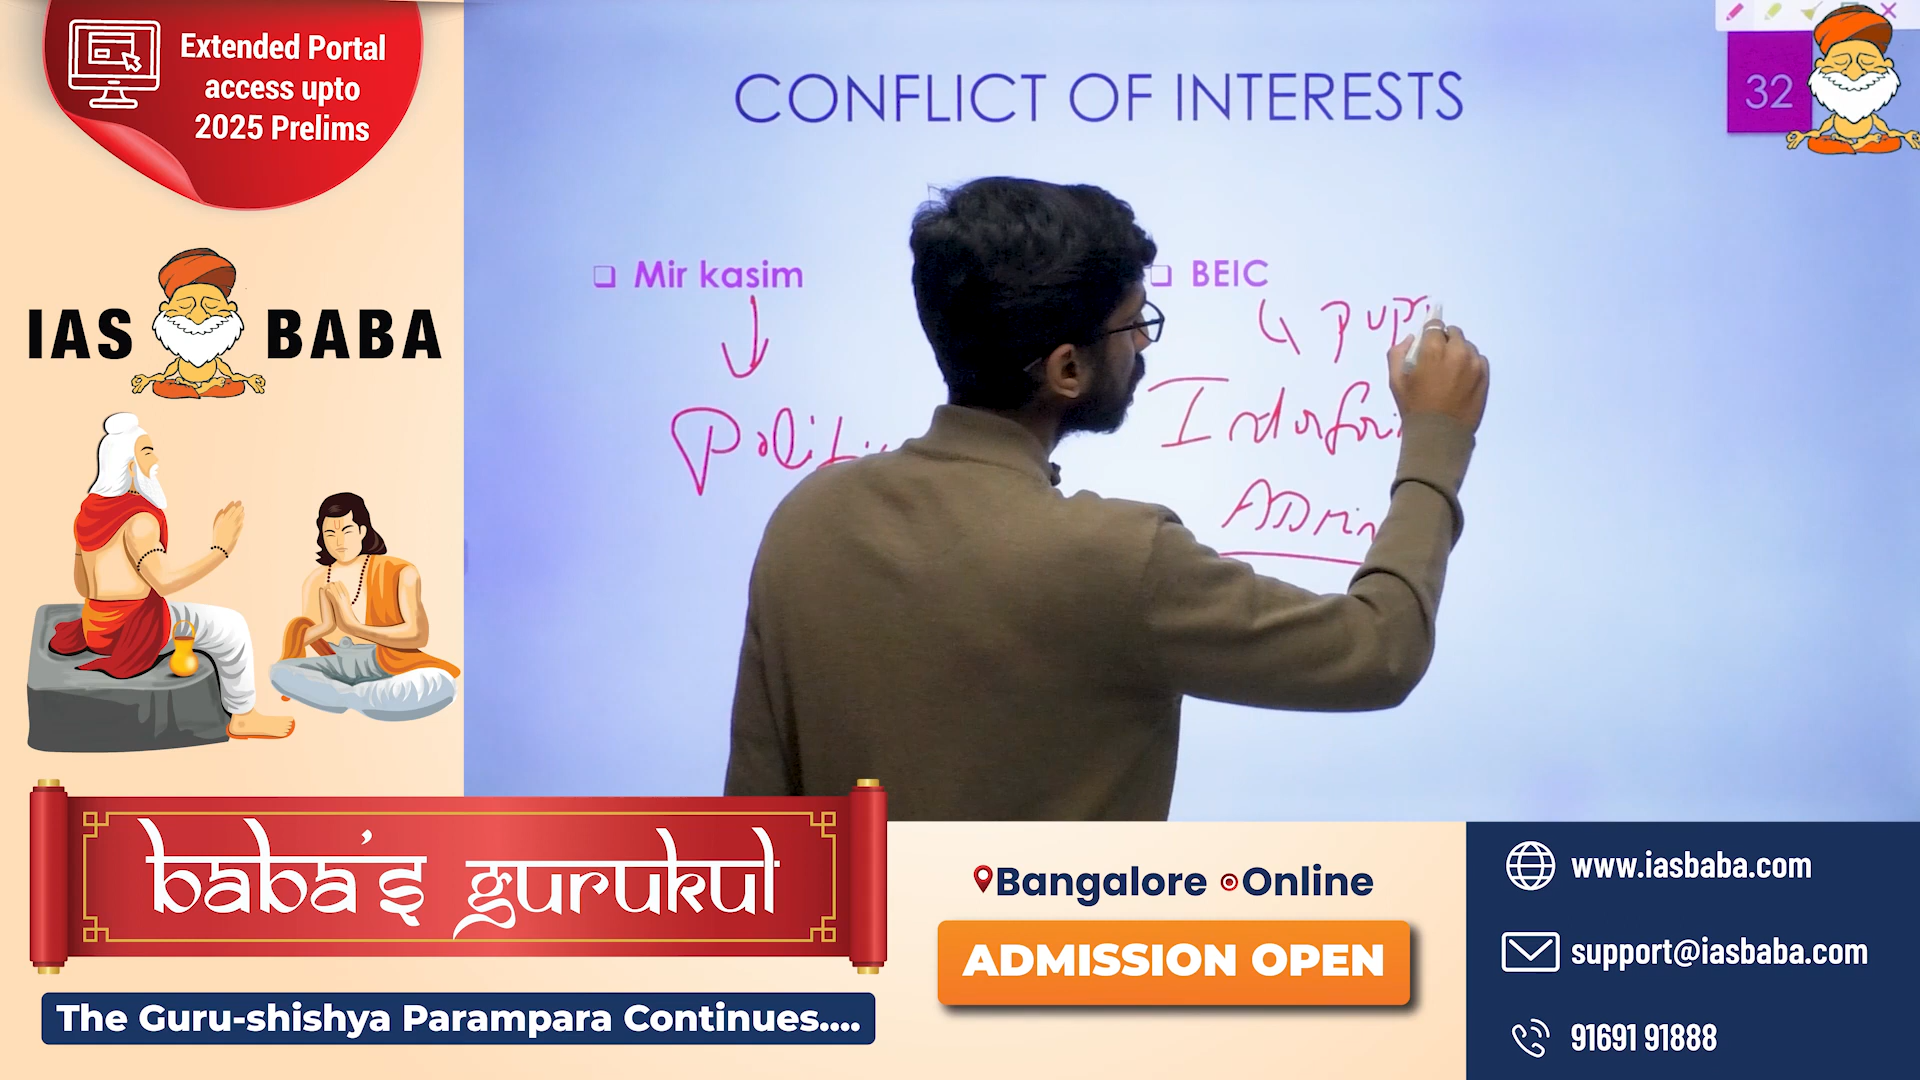 Extended Portal
access upto
2025 Prelims
IAS BABA
CONFLICT OF INTERESTS
32
❑ Mir kasim
❑ BEIC
baba's gurukul
The Guru-shishya Parampara Continues....
Bangalore Online
ADMISSION OPEN
www.iasbaba.com
support@iasbaba.com
91691 91888